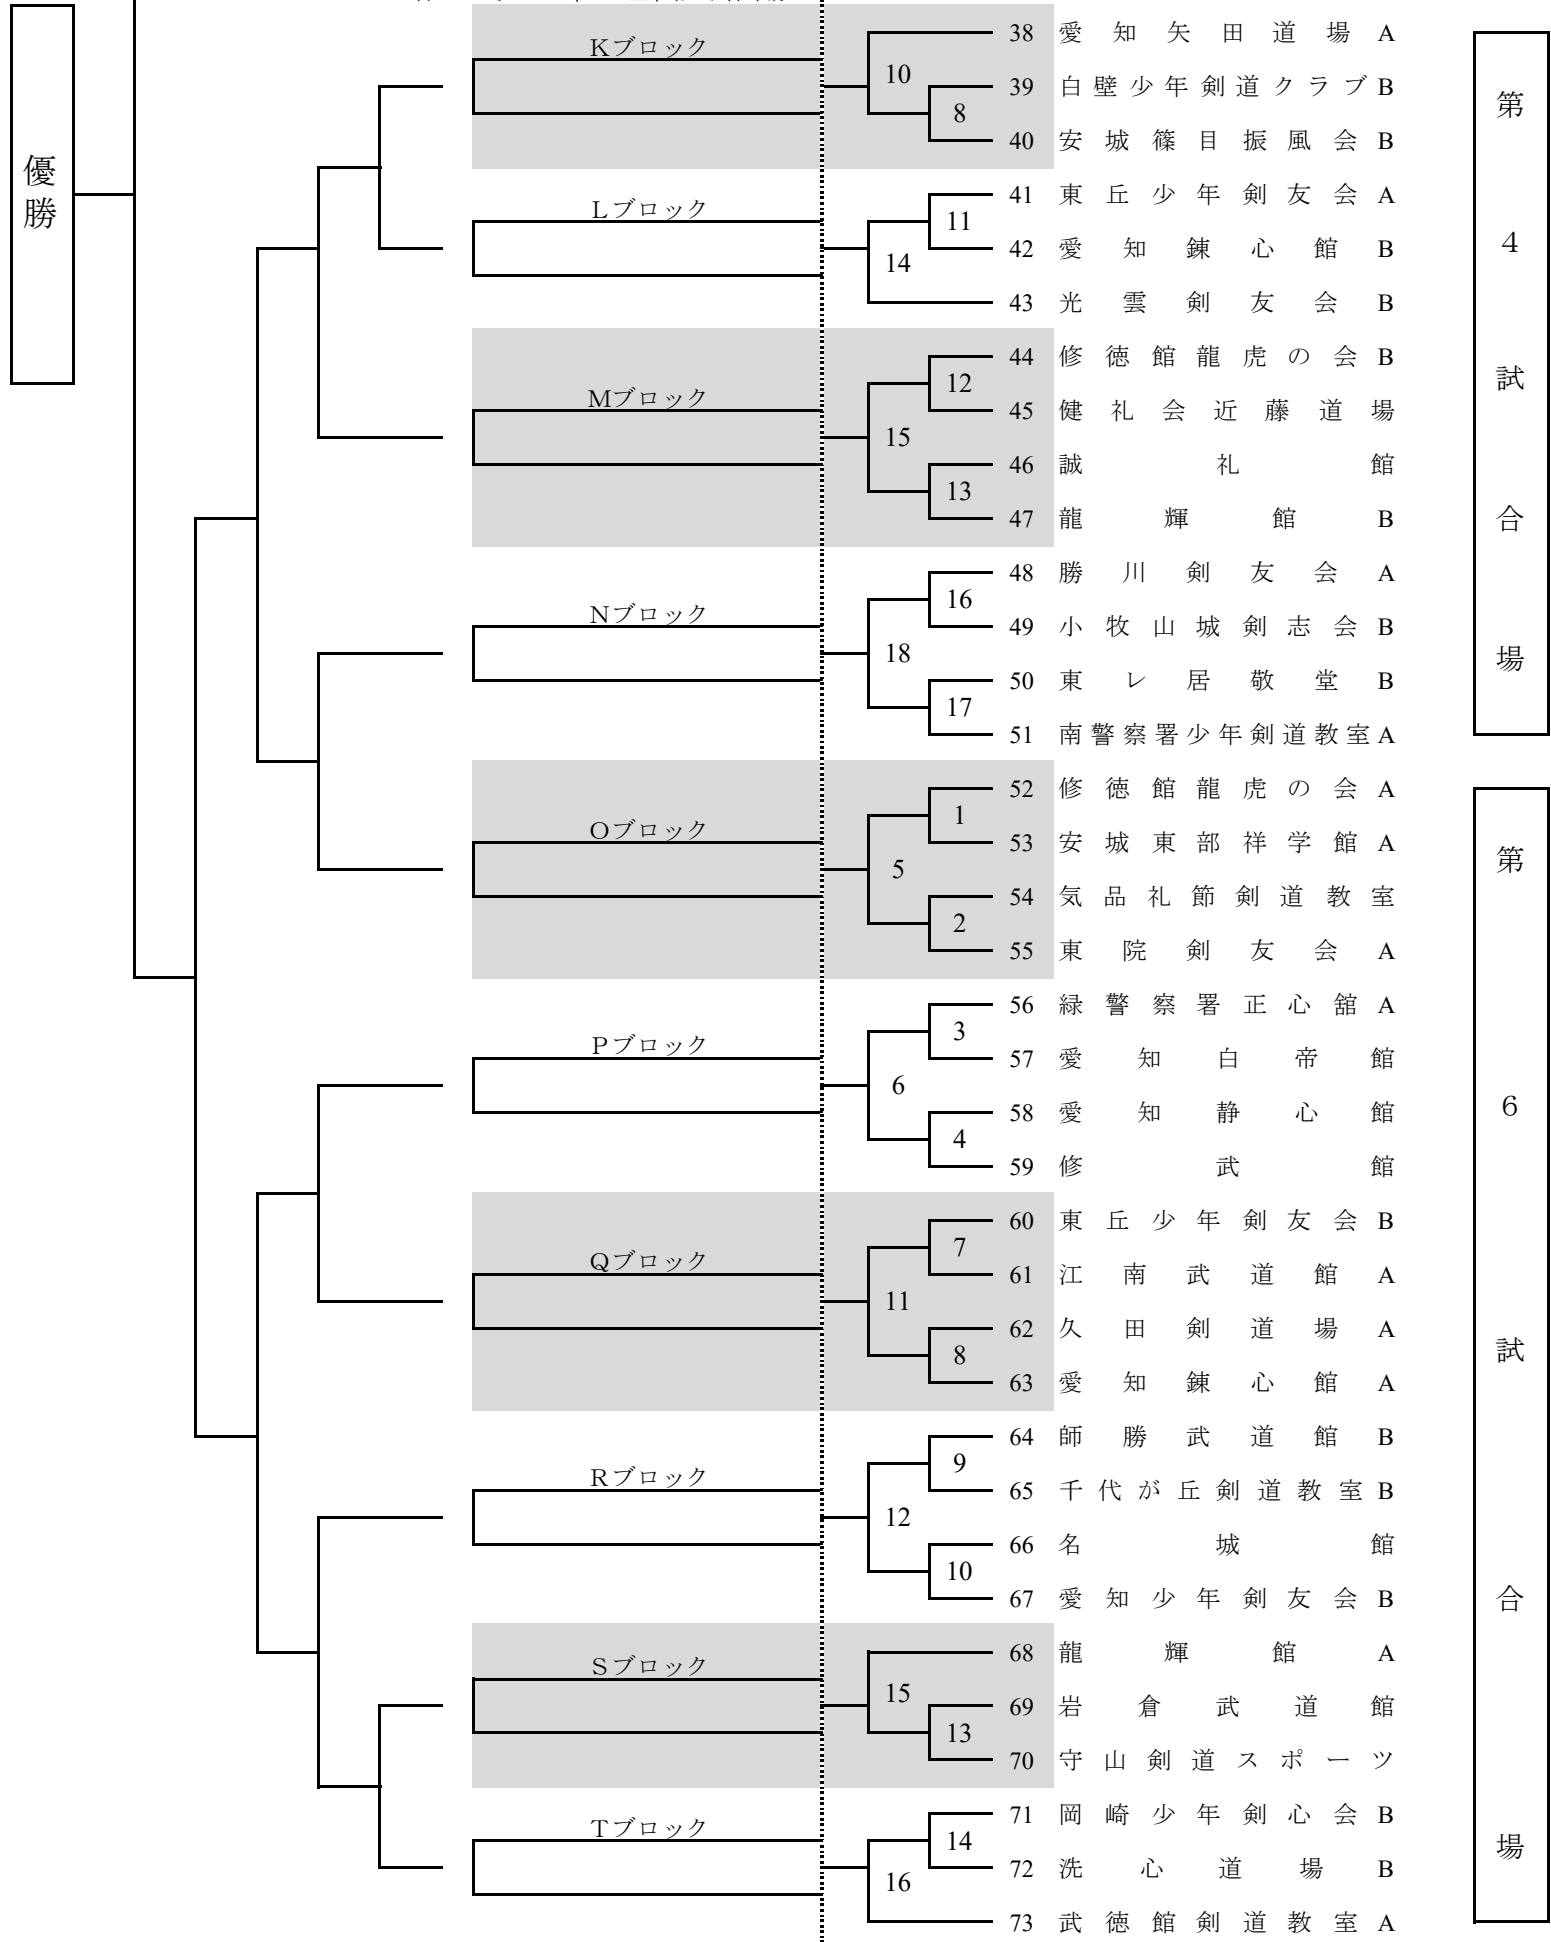 優勝
Kブロック
10
8
38 愛知矢田道場A
39 白壁少年剣道クラブB
40 安城篠目振風会B
Lブロック
11
14
41 東丘少年剣友会A
42 愛知錬心館B
43 光雲剣友会B
Mブロック
12
15
13
44 修徳館龍虎の会B
45 健礼会近藤道場
46 誠礼館
47 龍輝館B
Nブロック
16
18
17
48 勝川剣友会A
49 小牧山城剣志会B
50 東レ居敬堂B
51 南警察署少年剣道教室A
第4試合場
Oブロック
1
5
2
52 修徳館龍虎の会A
53 安城東部祥学館A
54 気品礼節剣道教室
55 東院剣友会A
Pブロック
3
6
4
56 緑警察署正心舘A
57 愛知白帝館
58 愛知静心館
59 修武館
Qブロック
7
11
8
60 東丘少年剣友会B
61 江南武道館A
62 久田剣道場A
63 愛知錬心館A
Rブロック
9
12
10
64 師勝武道館B
65 千代が丘剣道教室B
66 名城館
67 愛知少年剣友会B
Sブロック
15
13
68 龍輝館A
69 岩倉武道館
70 守山剣道スポーツ
Tブロック
14
16
71 岡崎少年剣心会B
72 洗心道場B
73 武徳館剣道教室A
第6試合場